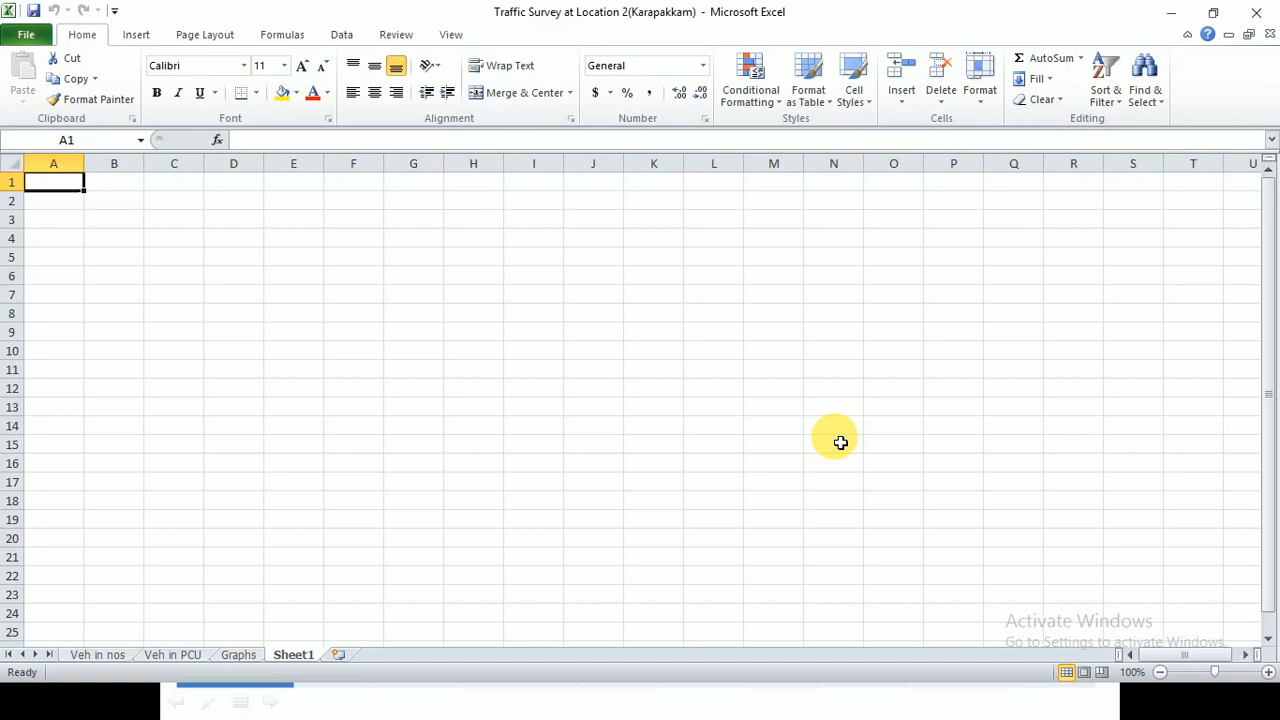 Traffic Survey at Location 2(Karapakkam) - Microsoft Excel
File Home Insert Page Layout Formulas Data Review View
Paste Cut Copy Format Painter Clipboard
Calibri 11 A A B I U A Font
Wrap Text Merge & Center Alignment
General $ % , .0 .00 .00 .0 Number
Conditional Formatting Format as Table Cell Styles Styles
Insert Delete Format Cells
Σ AutoSum Fill Clear Sort & Filter Find & Select Editing
A1 fx
A B C D E F G H I J K L M N O P Q R S T U
1
2
3
4
5
6
7
8
9
10
11
12
13
14
15
16
17
18
19
20
21
22
23
24
25
Activate Windows
Go to Settings to activate Windows.
Veh in nos Veh in PCU Graphs Sheet1
Ready 100%